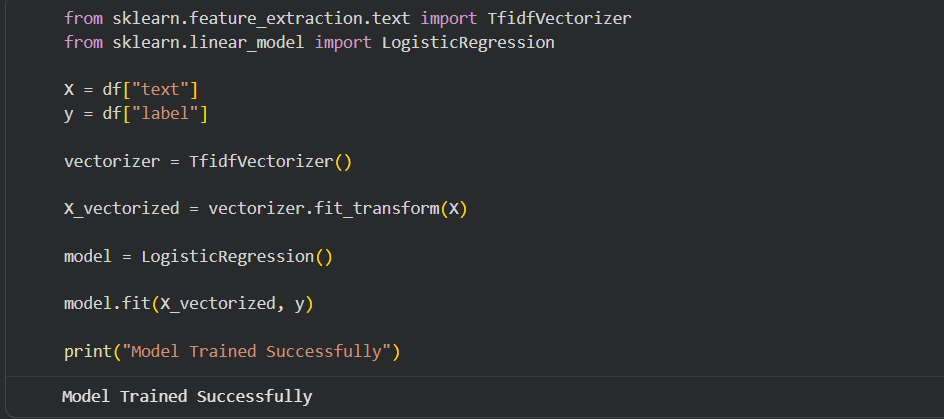 from sklearn.feature_extraction.text import TfidfVectorizer
from sklearn.linear_model import LogisticRegression
X = df["text"]
y = df["label"]
vectorizer = TfidfVectorizer()
X_vectorized = vectorizer.fit_transform(X)
model = LogisticRegression()
model.fit(X_vectorized, y)
print("Model Trained Successfully")
Model Trained Successfully